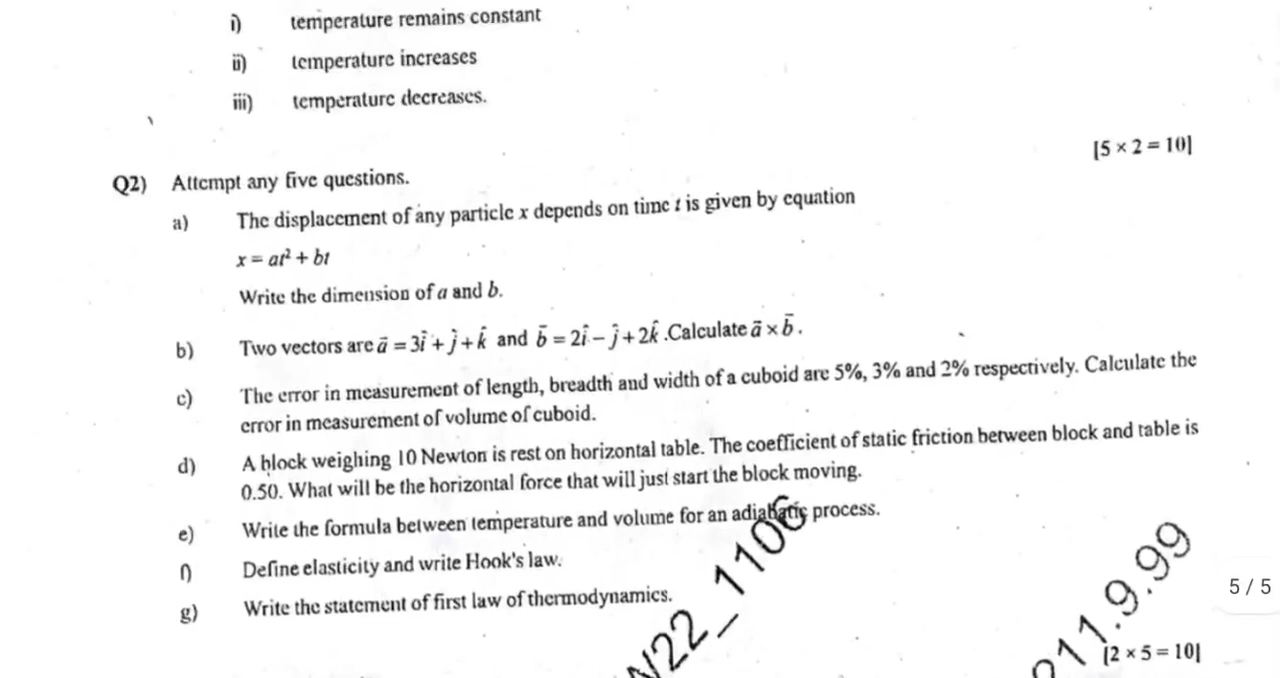 i) temperature remains constant
ii) temperature increases
iii) temperature decreases.
[5 × 2 = 10]
Q2) Attempt any five questions.
a) The displacement of any particle x depends on time t is given by equation
x = at² + bt
Write the dimension of a and b.
b) Two vectors are a̅ = 3î + ĵ + k̂ and b̅ = 2î − ĵ + 2k̂ .Calculate a̅ × b̅ .
c) The error in measurement of length, breadth and width of a cuboid are 5%, 3% and 2% respectively. Calculate the
error in measurement of volume of cuboid.
d) A block weighing 10 Newton is rest on horizontal table. The coefficient of static friction between block and table is
0.50. What will be the horizontal force that will just start the block moving.
e) Write the formula between temperature and volume for an adiabatic process.
f) Define elasticity and write Hook's law.
g) Write the statement of first law of thermodynamics.
[2 × 5 = 10]
22_1106
211.9.99
5 / 5